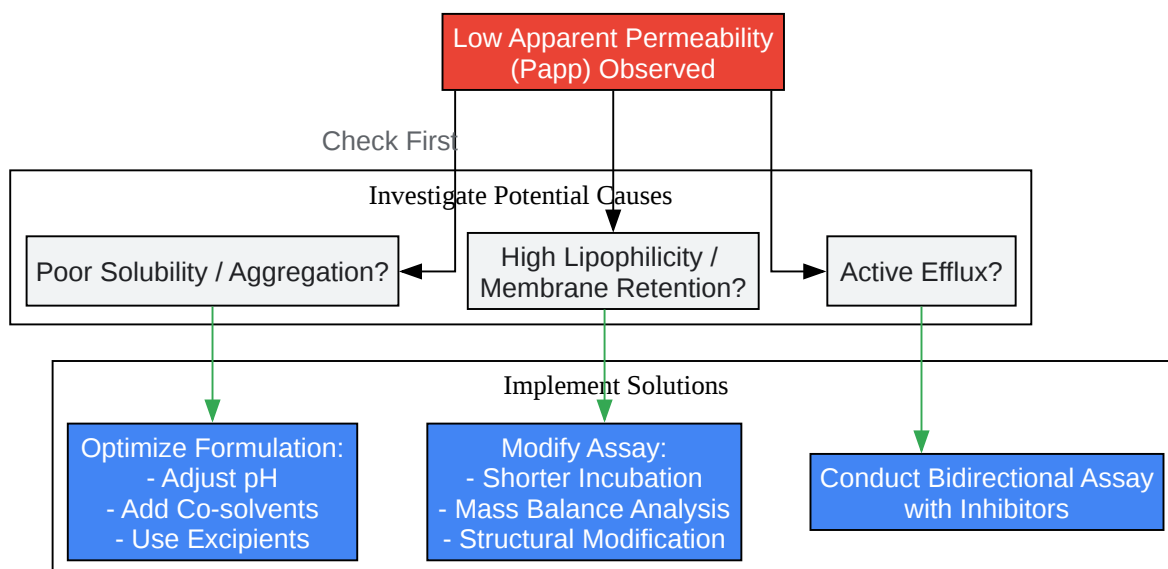 Low Apparent Permeability
(Papp) Observed
Check First
Investigate Potential Causes
Poor Solubility / Aggregation?
High Lipophilicity /
Membrane Retention?
Active Efflux?
Implement Solutions
Optimize Formulation:
- Adjust pH
- Add Co-solvents
- Use Excipients
Modify Assay:
- Shorter Incubation
- Mass Balance Analysis
- Structural Modification
Conduct Bidirectional Assay
with Inhibitors